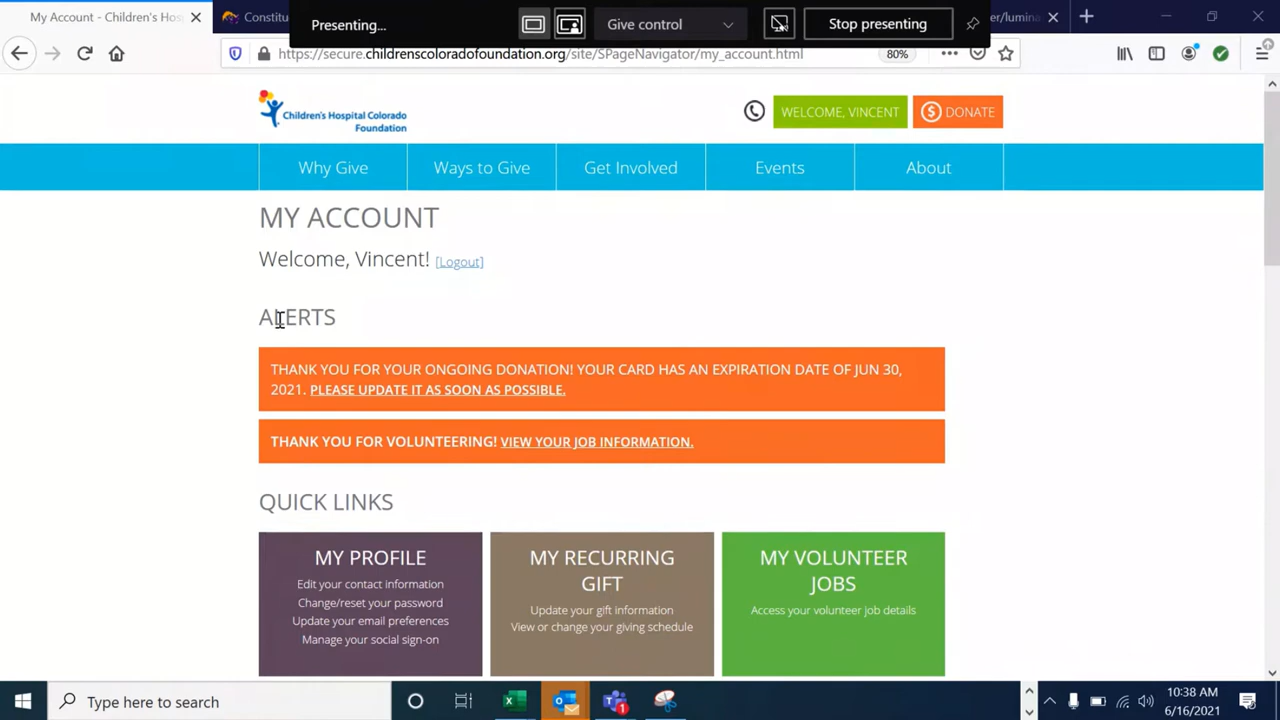 My Account - Children's Hosp
Constitu
Presenting...
Give control
Stop presenting
er/lumina
https://secure.childrenscoloradofoundation.org/site/SPageNavigator/my_account.html
80%
Children's Hospital Colorado
Foundation
WELCOME, VINCENT
$ DONATE
Why Give
Ways to Give
Get Involved
Events
About
MY ACCOUNT
Welcome, Vincent! [Logout]
ALERTS
THANK YOU FOR YOUR ONGOING DONATION! YOUR CARD HAS AN EXPIRATION DATE OF JUN 30,
2021. PLEASE UPDATE IT AS SOON AS POSSIBLE.
THANK YOU FOR VOLUNTEERING! VIEW YOUR JOB INFORMATION.
QUICK LINKS
MY PROFILE
Edit your contact information
Change/reset your password
Update your email preferences
Manage your social sign-on
MY RECURRING
GIFT
Update your gift information
View or change your giving schedule
MY VOLUNTEER
JOBS
Access your volunteer job details
Type here to search
1
10:38 AM
6/16/2021